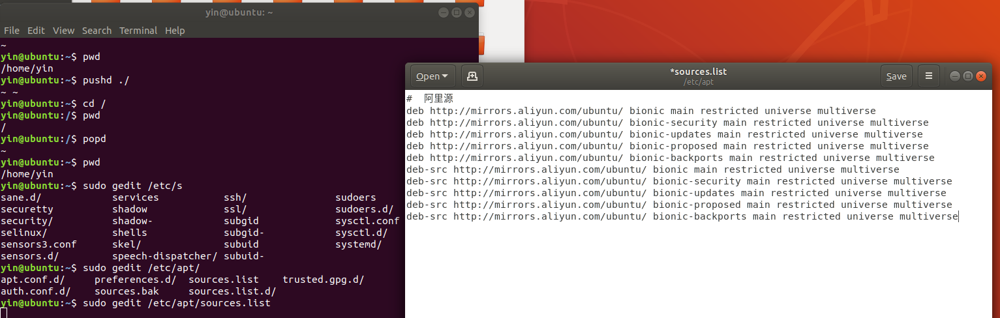 yin@ubuntu: ~
File Edit View Search Terminal Help
~
yin@ubuntu:~$ pwd
/home/yin
yin@ubuntu:~$ pushd ./
~ ~
yin@ubuntu:~$ cd /
yin@ubuntu:/$ pwd
/
yin@ubuntu:/$ popd
~
yin@ubuntu:~$ pwd
/home/yin
yin@ubuntu:~$ sudo gedit /etc/s
sane.d/ services ssh/ sudoers
securetty shadow ssl/ sudoers.d/
security/ shadow- subgid sysctl.conf
selinux/ shells subgid- sysctl.d/
sensors3.conf skel/ subuid systemd/
sensors.d/ speech-dispatcher/ subuid-
yin@ubuntu:~$ sudo gedit /etc/apt/
apt.conf.d/ preferences.d/ sources.list trusted.gpg.d/
auth.conf.d/ sources.bak sources.list.d/
yin@ubuntu:~$ sudo gedit /etc/apt/sources.list
Open
*sources.list
/etc/apt
Save
# 阿里源
deb http://mirrors.aliyun.com/ubuntu/ bionic main restricted universe multiverse
deb http://mirrors.aliyun.com/ubuntu/ bionic-security main restricted universe multiverse
deb http://mirrors.aliyun.com/ubuntu/ bionic-updates main restricted universe multiverse
deb http://mirrors.aliyun.com/ubuntu/ bionic-proposed main restricted universe multiverse
deb http://mirrors.aliyun.com/ubuntu/ bionic-backports main restricted universe multiverse
deb-src http://mirrors.aliyun.com/ubuntu/ bionic main restricted universe multiverse
deb-src http://mirrors.aliyun.com/ubuntu/ bionic-security main restricted universe multiverse
deb-src http://mirrors.aliyun.com/ubuntu/ bionic-updates main restricted universe multiverse
deb-src http://mirrors.aliyun.com/ubuntu/ bionic-proposed main restricted universe multiverse
deb-src http://mirrors.aliyun.com/ubuntu/ bionic-backports main restricted universe multiverse